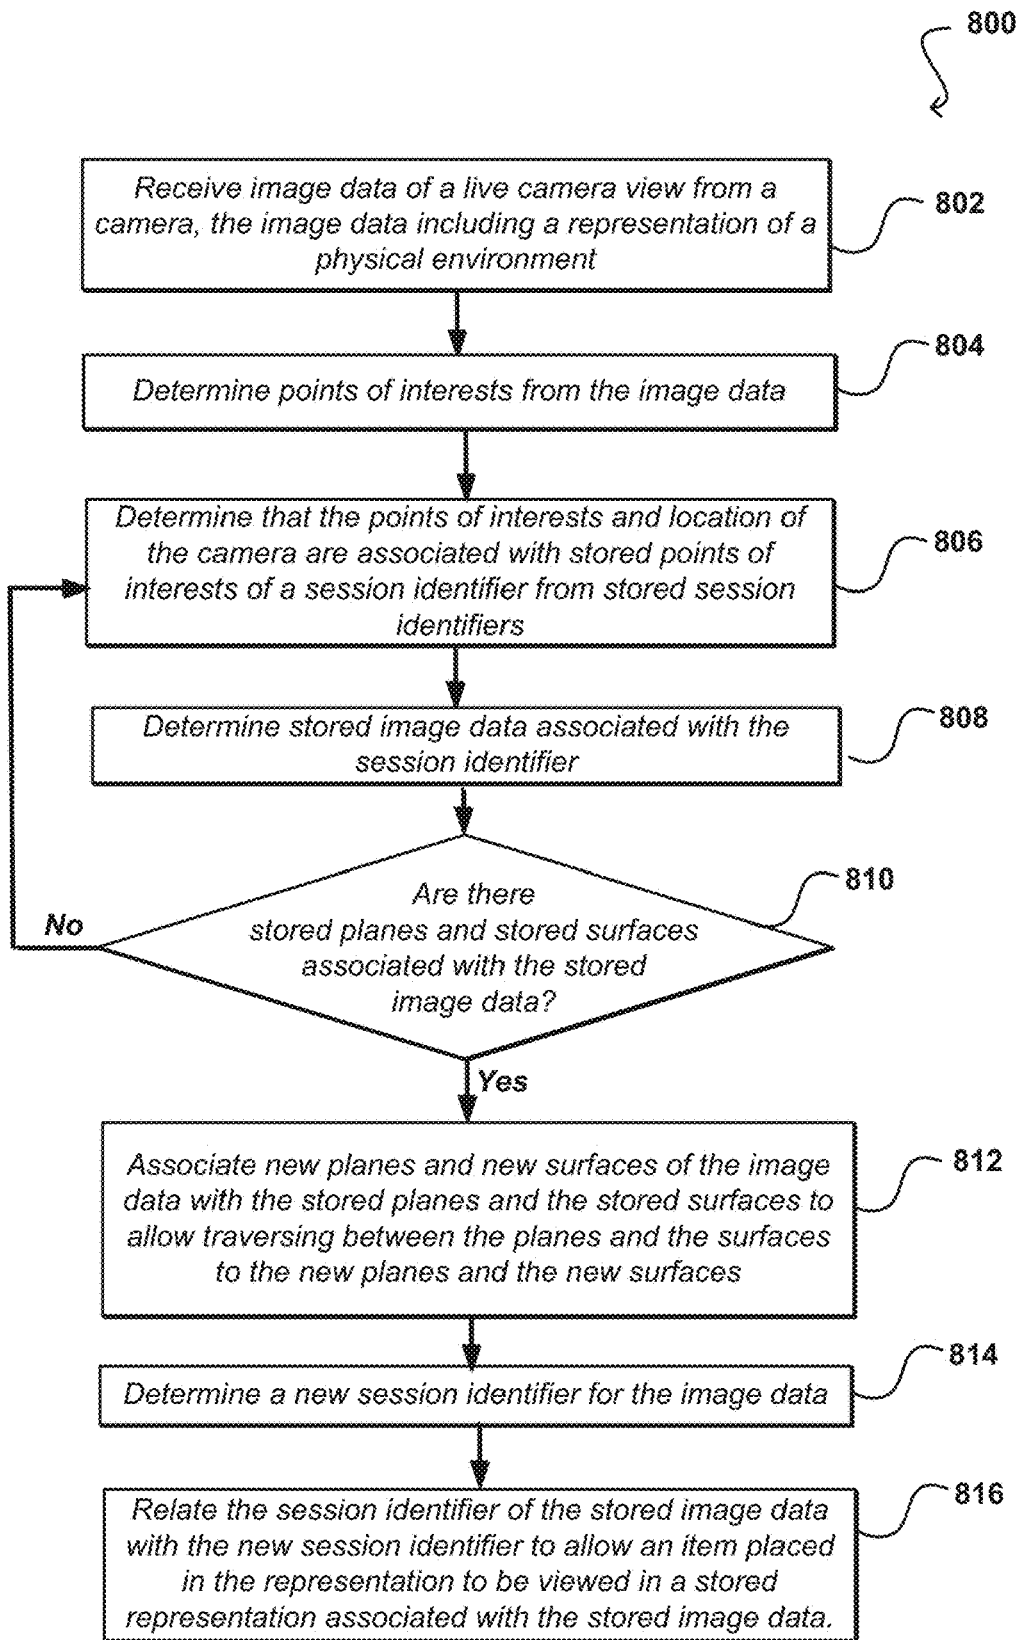 800
Receive image data of a live camera view from a
camera, the image data including a representation of a
physical environment
802
Determine points of interests from the image data
804
Determine that the points of interests and location of
the camera are associated with stored points of
interests of a session identifier from stored session
identifiers
806
Determine stored image data associated with the
session identifier
808
Are there
stored planes and stored surfaces
associated with the stored
image data?
810
No
Yes
Associate new planes and new surfaces of the image
data with the stored planes and the stored surfaces to
allow traversing between the planes and the surfaces
to the new planes and the new surfaces
812
Determine a new session identifier for the image data
814
Relate the session identifier of the stored image data
with the new session identifier to allow an item placed
in the representation to be viewed in a stored
representation associated with the stored image data.
816